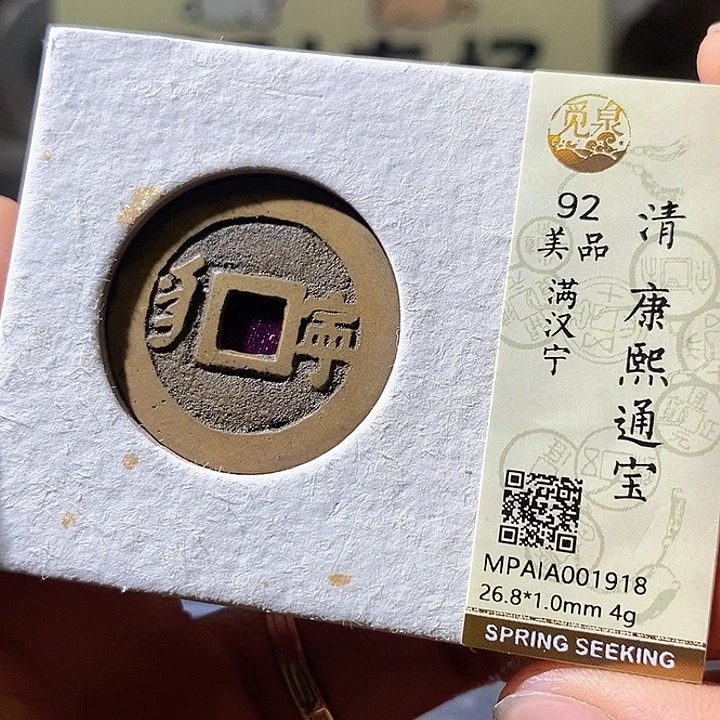 觅泉
清 康熙通宝
92
美品
满汉宁
MPAIA001918
26.8*1.0mm 4g
SPRING SEEKING
寧